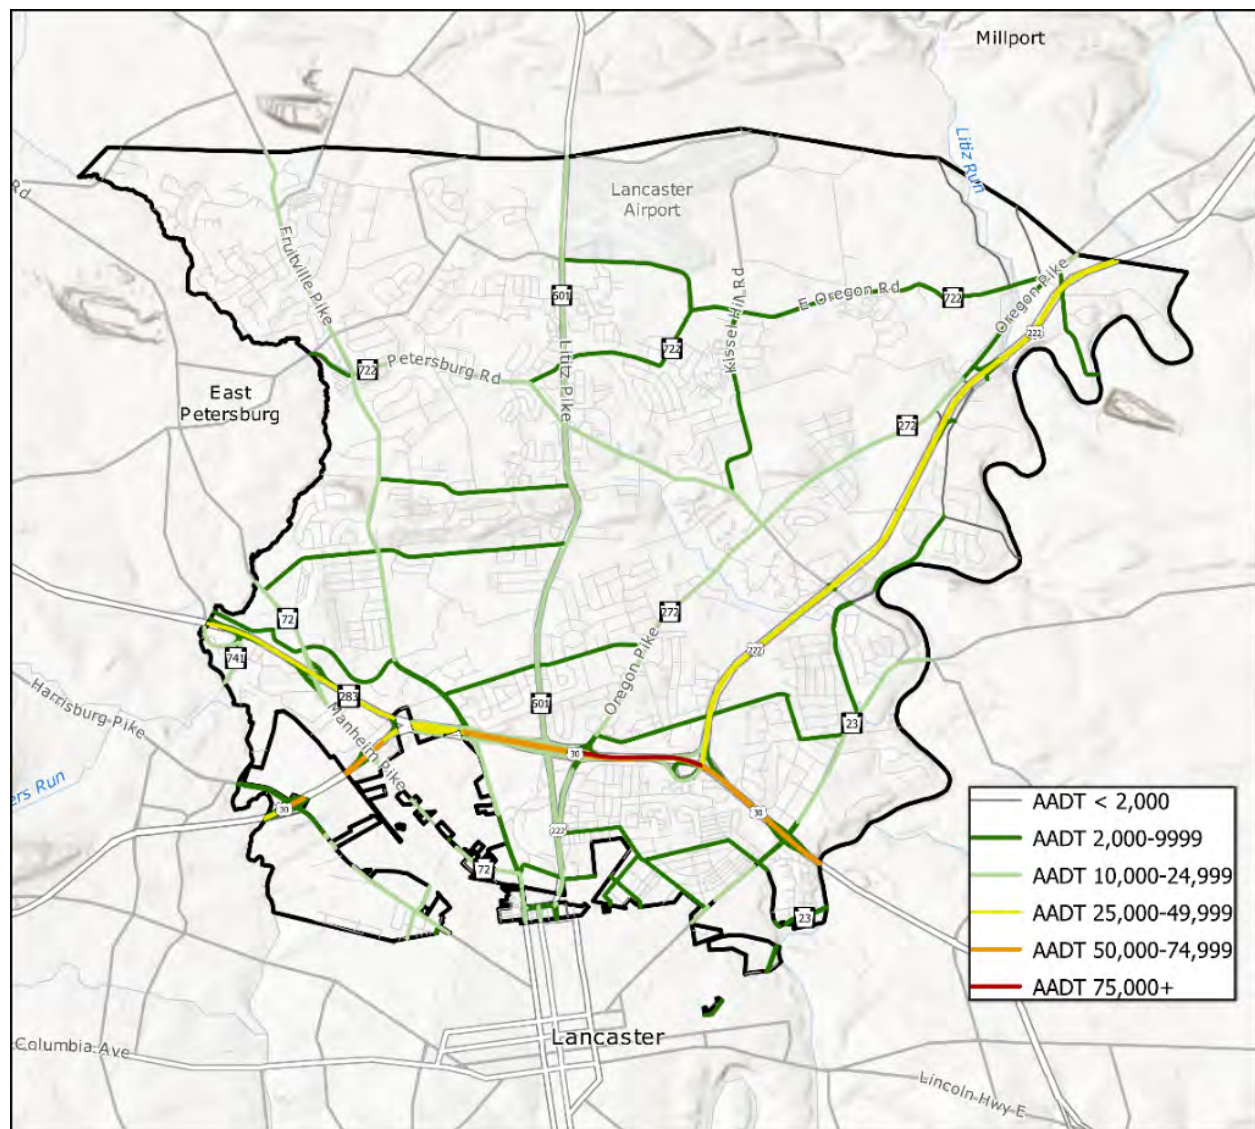 Millport
Litiz Run
Lancaster
Airport
Rd
Fruitville Pike
501
Lititz Pike
Kissel Hill Rd
E Oregon Rd
722
Oregon Pike
222
722
722
Petersburg Rd
East
Petersburg
272
72
272
741
283
Harrisburg Pike
Manheim Pike
501
Oregon Pike
222
23
30
30
30
ers Run
222
72
23
AADT < 2,000
AADT 2,000-9999
AADT 10,000-24,999
AADT 25,000-49,999
AADT 50,000-74,999
AADT 75,000+
Lancaster
Columbia Ave
Lincoln Hwy E